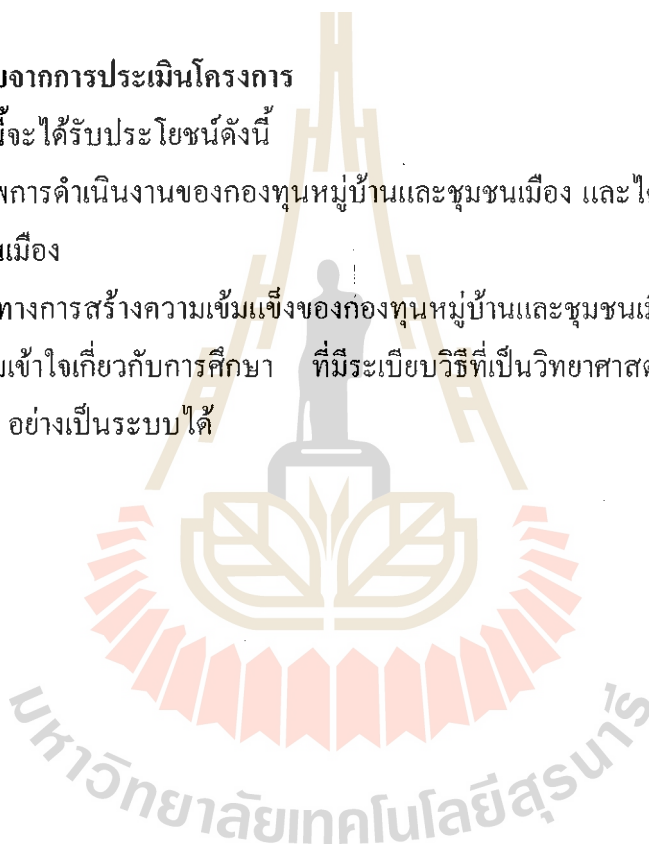 จากการประเมินโครงการ
นี้จะได้รับประโยชน์ดังนี้
การดำเนินงานของกองทุนหมู่บ้านและชุมชนเมือง และได้
เมือง
ทางการสร้างความเข้มแข็งของกองทุนหมู่บ้านและชุมชน
เข้าใจเกี่ยวกับการศึกษา ที่มีระเบียบวิธีที่เป็นวิทยาศาส
อย่างเป็นระบบได้
มหาวิทยาลัยเทคโนโลยีสุรนารี